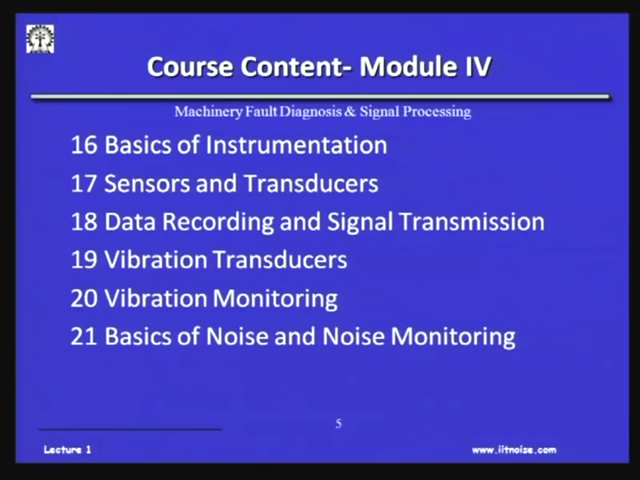 Course Content- Module IV
Machinery Fault Diagnosis & Signal Processing
16 Basics of Instrumentation
17 Sensors and Transducers
18 Data Recording and Signal Transmission
19 Vibration Transducers
20 Vibration Monitoring
21 Basics of Noise and Noise Monitoring
5
Lecture 1
www.iitnoise.com